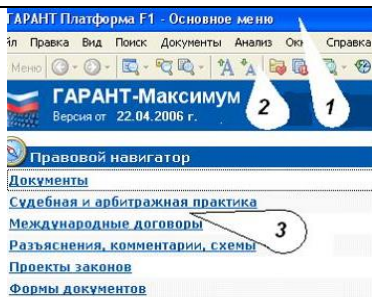 ГАРАНТ Платформа F1 - Основное меню
йл Правка Вид Поиск Документы Анализ Окн Справка
Меню
1
2
ГАРАНТ-Максимум
Версия от 22.04.2006 г.
Правовой навигатор
Документы
Судебная и арбитражная практика
Международные договоры
3
Разъяснения, комментарии, схемы
Проекты законов
Формы документов